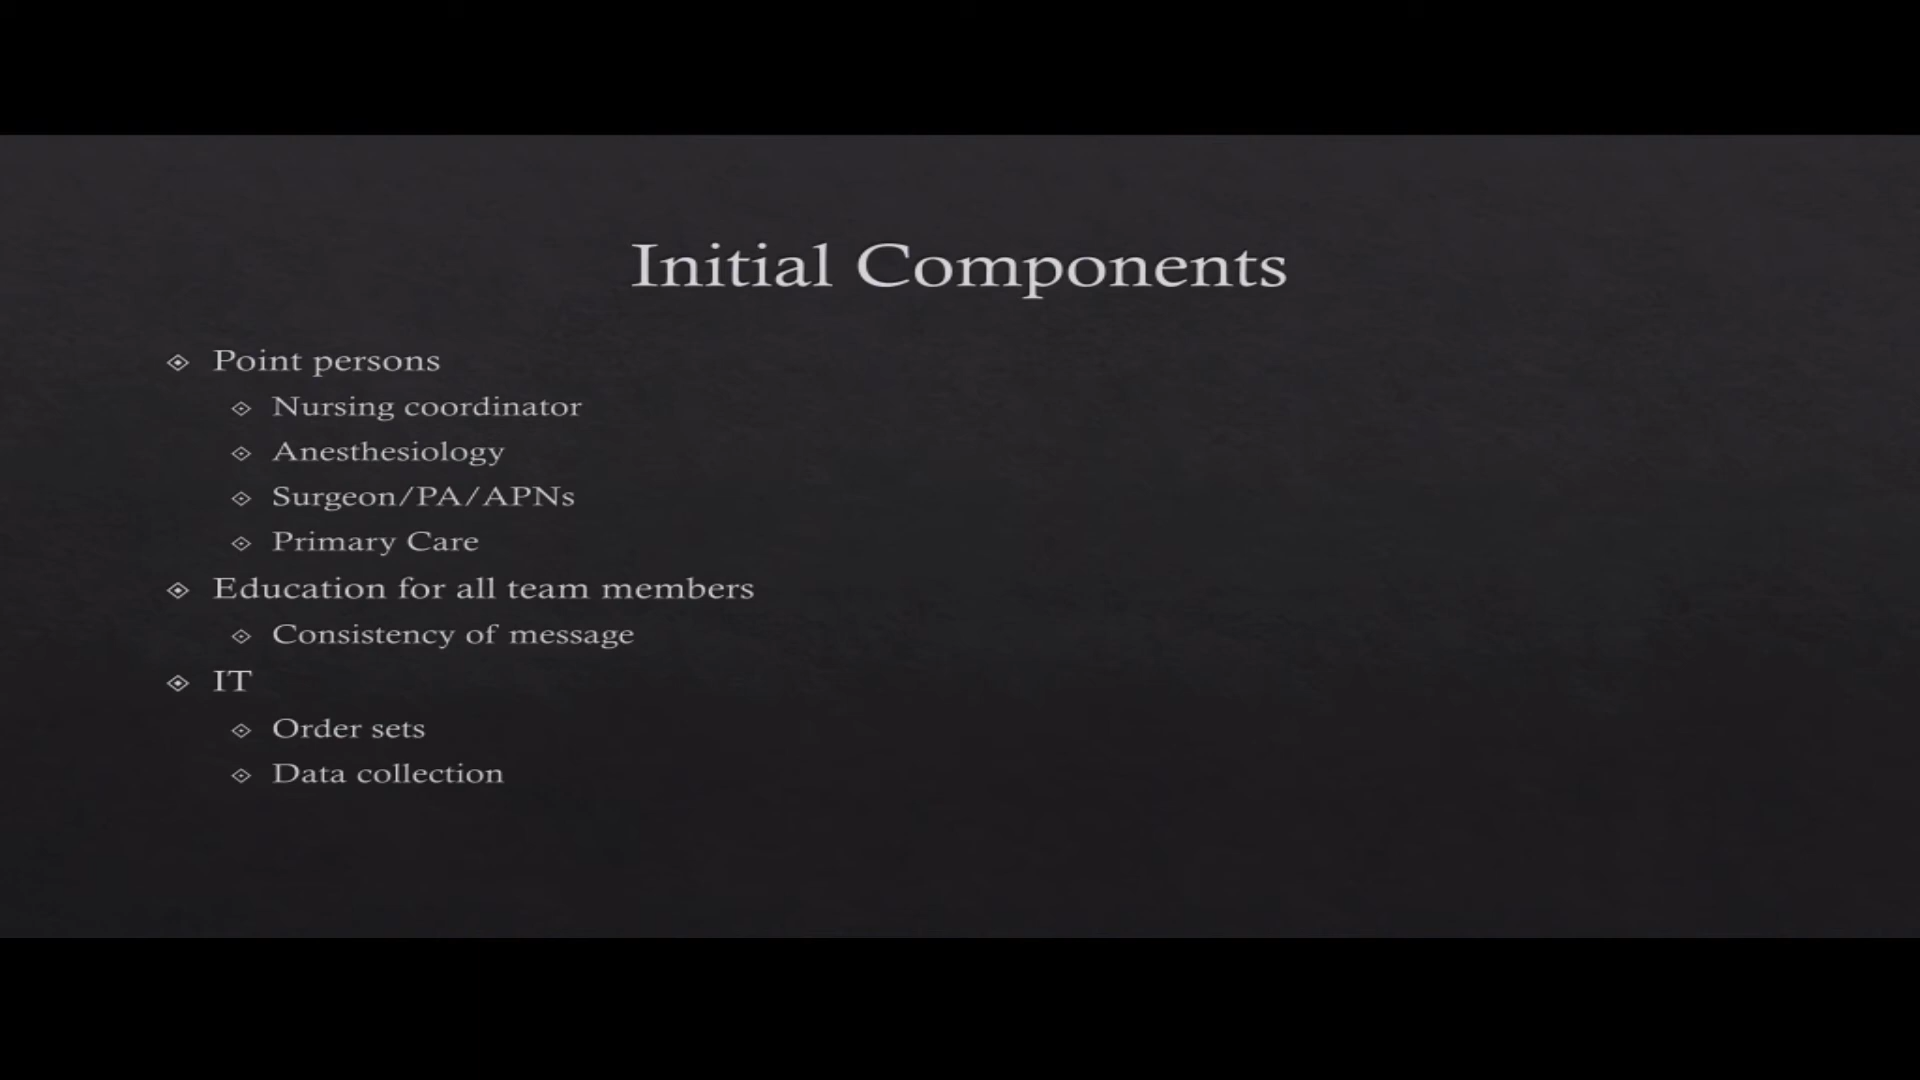 Initial Components
Point persons
Nursing coordinator
Anesthesiology
Surgeon/PA/APNs
Primary Care
Education for all team members
Consistency of message
IT
Order sets
Data collection